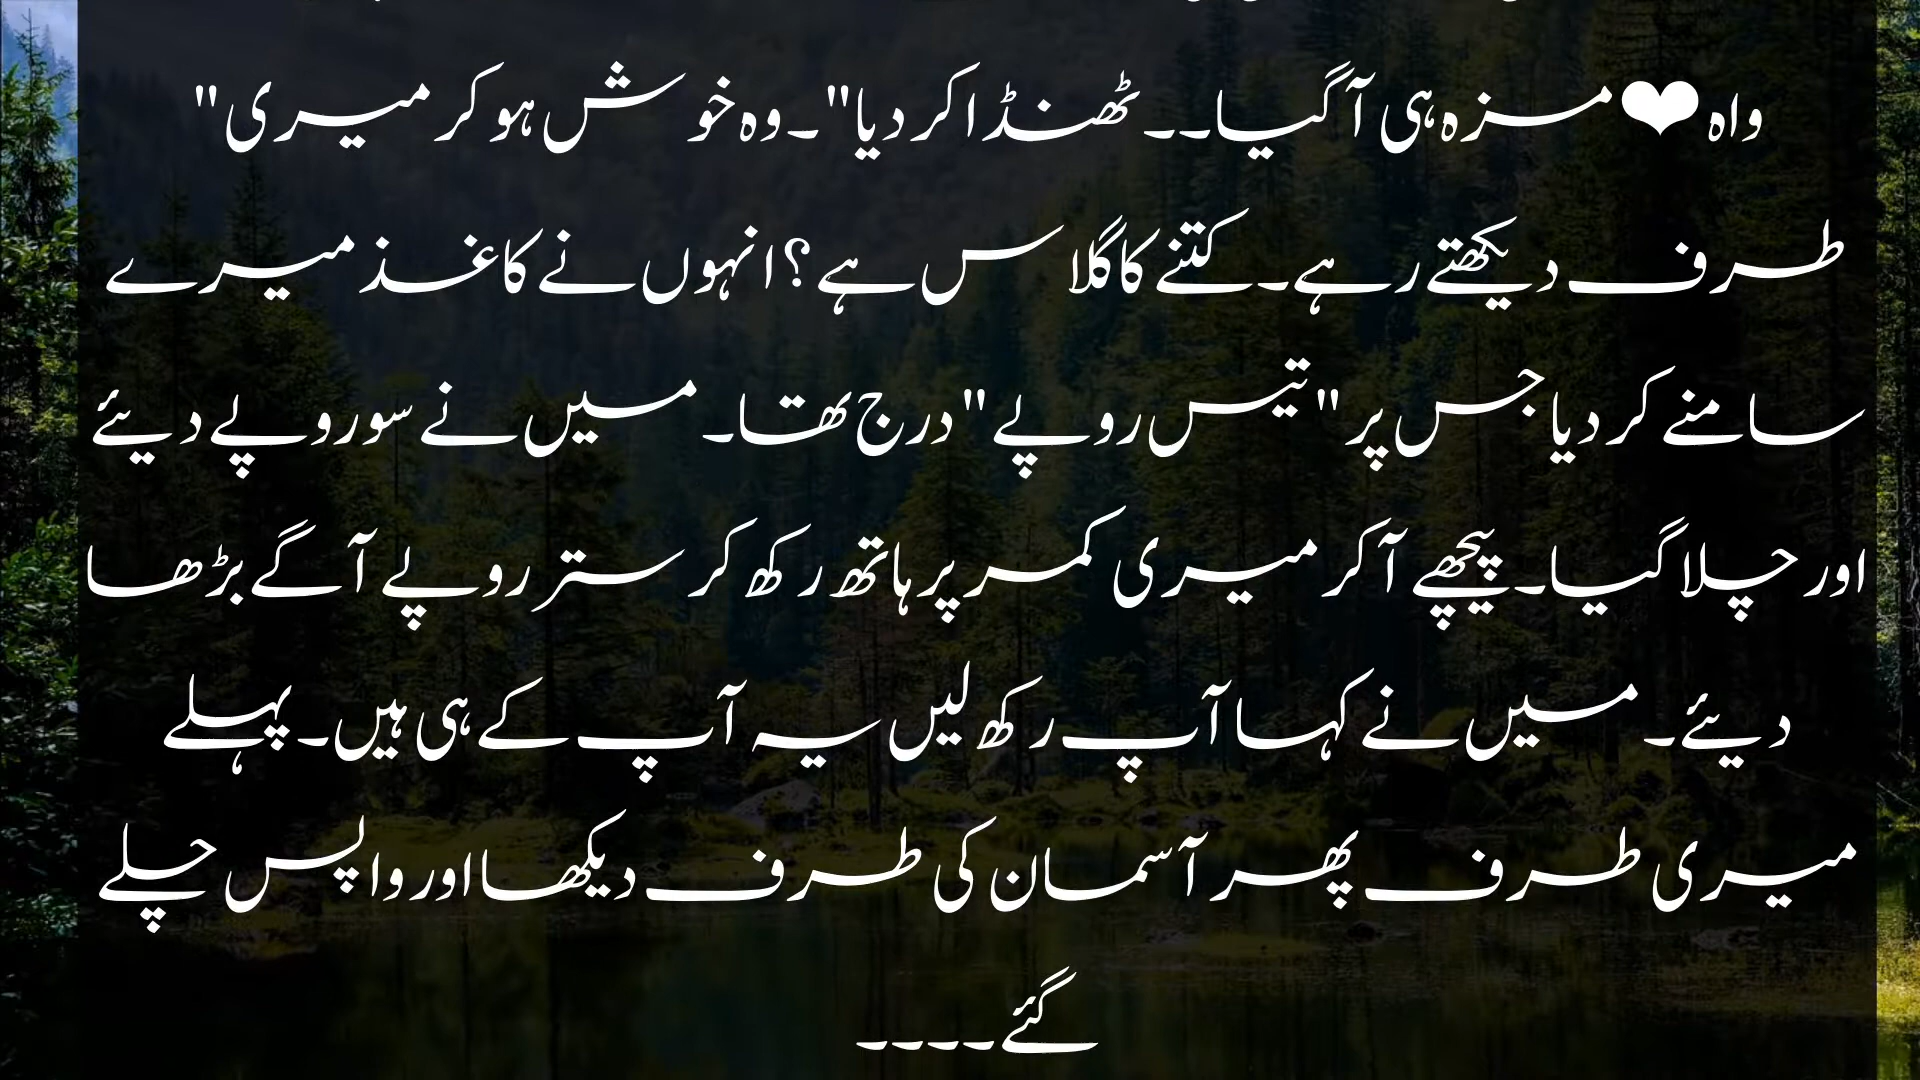 واہ❤مزہ ہی آگیا۔۔ ٹھنڈا کر دیا"۔وہ خوش ہو کر میری"
طرف دیکھتے رہے۔کتنے کا گلاس ہے؟انہوں نے کاغذ میرے
سامنے کر دیا جس پر"تیس روپے"درج تھا۔ میں نے سو روپے دیئے
اور چلا گیا۔پیچھے آکر میری کمر پر ہاتھ رکھ کر ستر روپے آگے بڑھا
دیئے۔ میں نے کہا آپ رکھ لیں یہ آپ کے ہی ہیں۔پہلے
میری طرف پھر آسمان کی طرف دیکھا اور واپس چلے
گئے۔۔۔۔